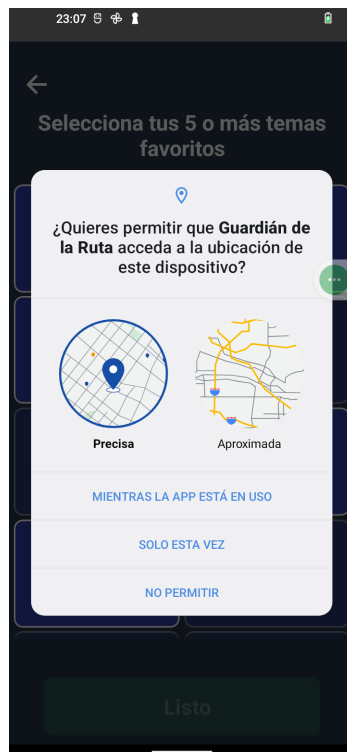 23:07
Selecciona tus 5 o más temas
favoritos
¿Quieres permitir que Guardián de
la Ruta acceda a la ubicación de
este dispositivo?
Precisa
Aproximada
MIENTRAS LA APP ESTÁ EN USO
SOLO ESTA VEZ
NO PERMITIR
Listo